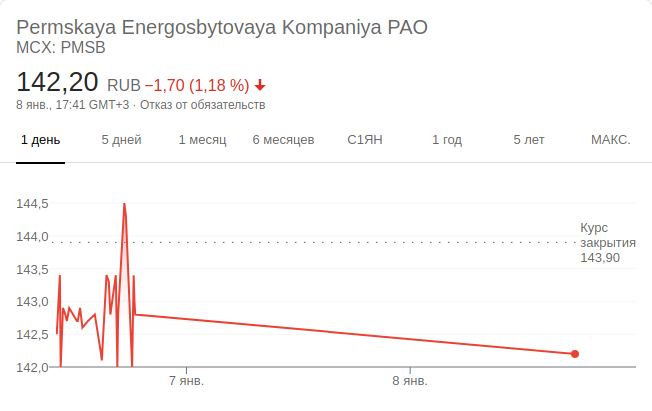 Permskaya Energosbytovaya Kompaniya PAO
MCX: PMSB
142,20 RUB −1,70 (1,18 %)
8 янв., 17:41 GMT+3 · Отказ от обязательств
1 день 5 дней 1 месяц 6 месяцев С1ЯН 1 год 5 лет МАКС.
144,5
144,0
143,5
143,0
142,5
142,0
Курс
закрытия
143,90
7 янв. 8 янв.